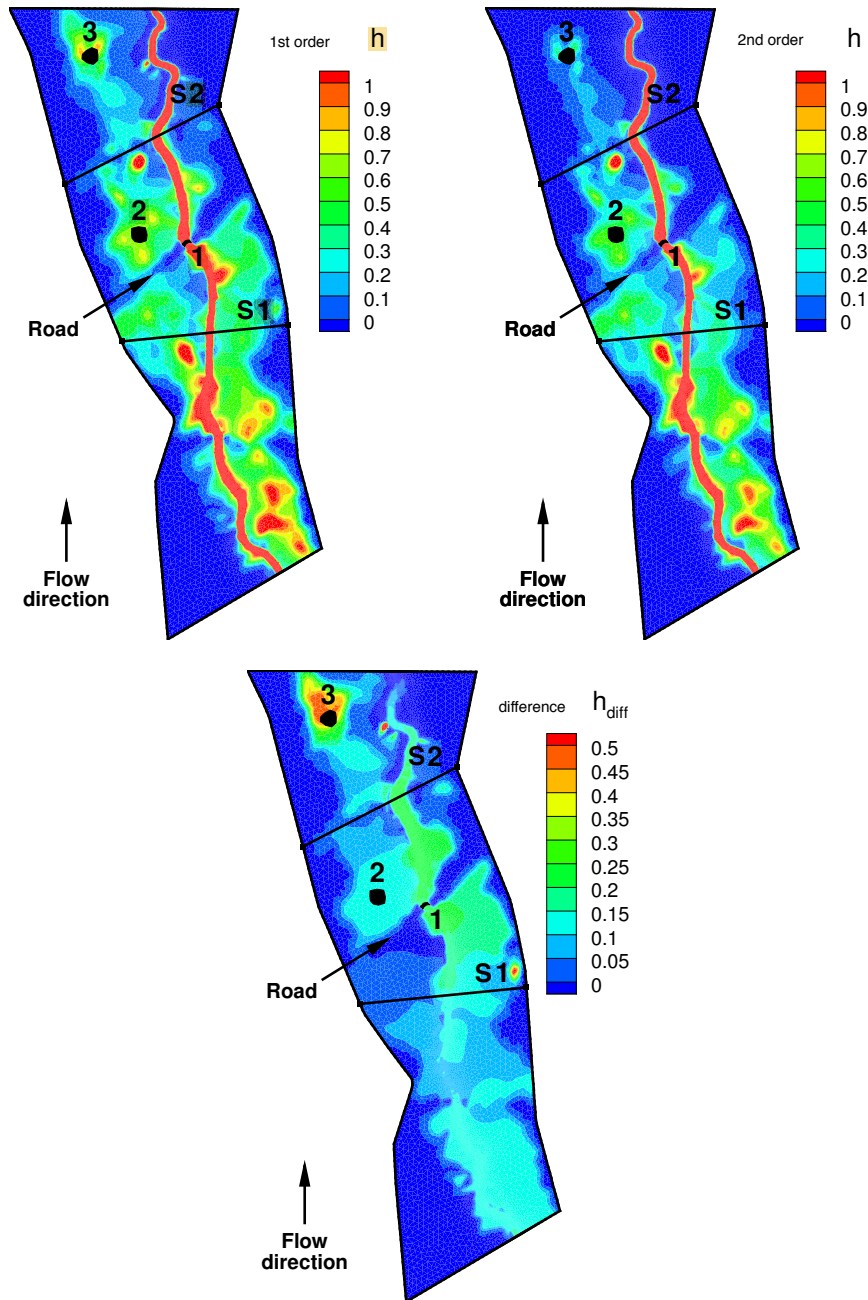 3
1st order
h
S2
1
0.9
0.8
0.7
0.6
0.5
0.4
0.3
0.2
0.1
0
2
1
Road
S1
Flow
direction
3
2nd order
h
S2
1
0.9
0.8
0.7
0.6
0.5
0.4
0.3
0.2
0.1
0
2
1
Road
S1
Flow
direction
3
difference
h_diff
S2
0.5
0.45
0.4
0.35
0.3
0.25
0.2
0.15
0.1
0.05
0
2
1
Road
S1
Flow
direction